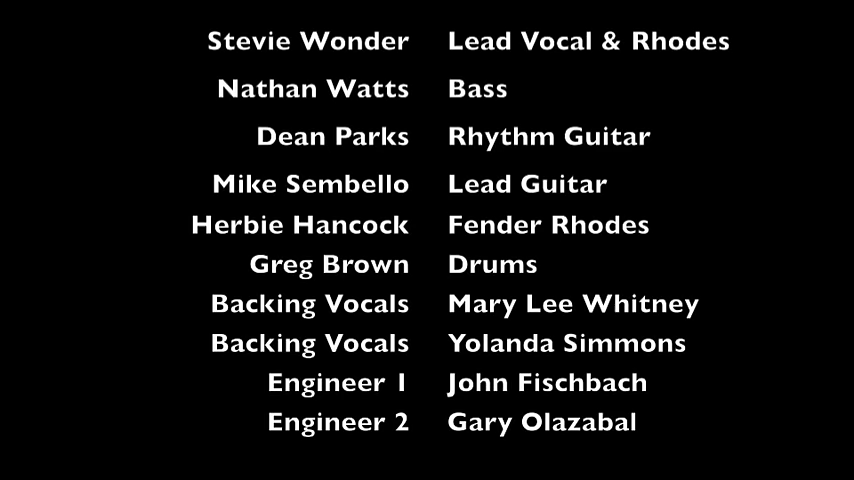 Stevie Wonder Lead Vocal & Rhodes
Nathan Watts Bass
Dean Parks Rhythm Guitar
Mike Sembello Lead Guitar
Herbie Hancock Fender Rhodes
Greg Brown Drums
Backing Vocals Mary Lee Whitney
Backing Vocals Yolanda Simmons
Engineer 1 John Fischbach
Engineer 2 Gary Olazabal